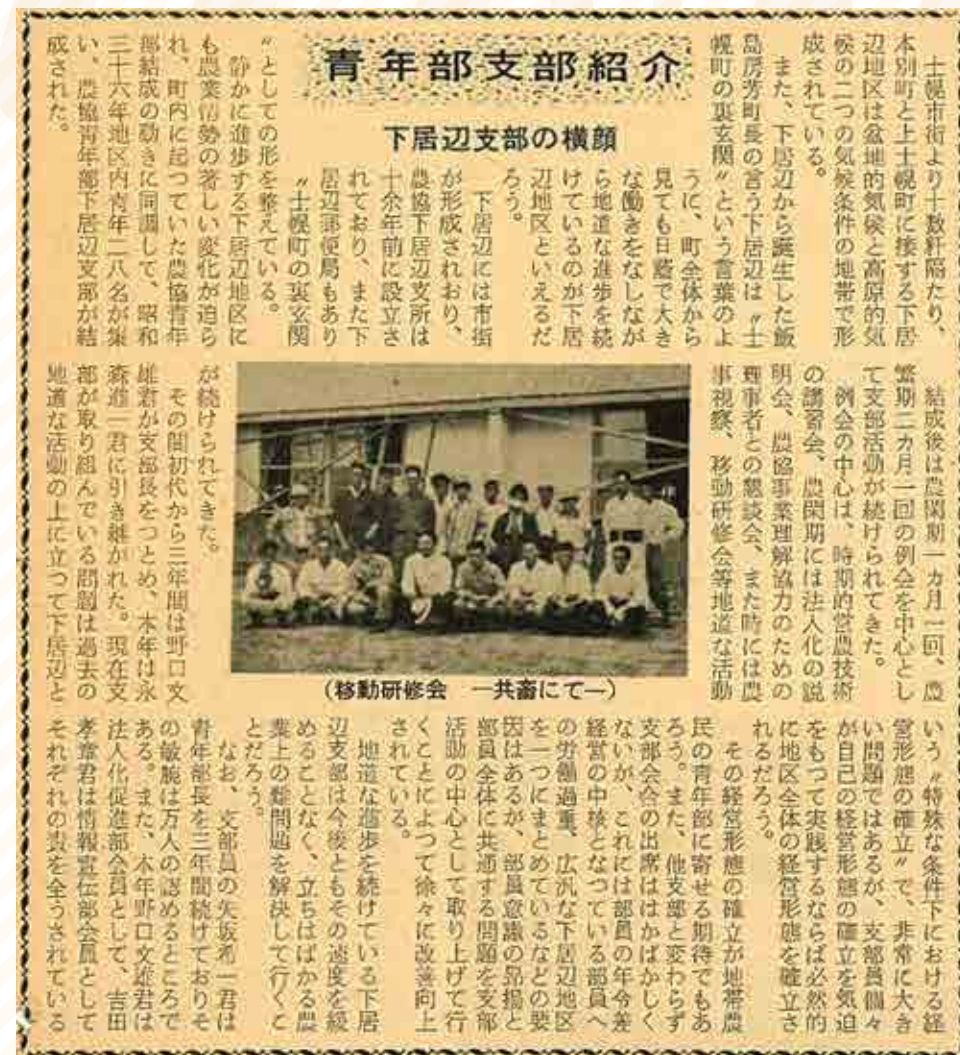 青年部支部紹介
下居辺支部の横顔
士幌市街より十数粁隔たり、
本別町と上士幌町に接する下居
辺地区は盆地的気候と高原的気
候の二つの気候条件の地帯で形
成されている。
また、下居辺から誕生した飯
島房芳町長の言う下居辺は〝士
幌町の裏玄関〟という言葉のよ
うに、町全体から
見ても日蔭で大き
な働きをなしなが
ら地道な進歩を続
けているのが下居
辺地区といえるだ
ろう。
下居辺には市街
が形成されおり、
農協下居辺支所は
十余年前に設立さ
れており、また下
居辺郵便局もあり
〝士幌町の裏玄関
〟としての形を整えている。
静かに進歩する下居辺地区に
も農業情勢の著しい変化が迫ら
れ、町内に起つていた農協青年
部結成の動きに同調して、昭和
三十六年地区内青年二八名が集
い、農協青年部下居辺支部が結
成された。
結成後は農閑期一カ月一回、農
繁期二カ月一回の例会を中心とし
て支部活動が続けられてきた。
例会の中心は、時期的営農技術
の講習会、農閑期には法人化の説
明会、農協事業理解協力のための
理事者との懇談会、また時には農
事視察、移動研修会等地道な活動
が続けられてきた。
その間初代から三年間は野口文
雄君が支部長をつとめ、本年は永
森進一君に引き継がれた。現在支
部が取り組んでいる問題は過去の
地道な活動の上に立つて下居辺と
(移動研修会 ―共畜にて―)
いう〝特殊な条件下における経
営形態の確立〟で、非常に大き
い問題ではあるが、支部員個々
が自己の経営形態の確立を気迫
をもつて実践するならば必然的
に地区全体の経営形態を確立さ
れるだろう。
その経営形態の確立が地帯農
民の青年部に寄せる期待でもあ
ろう。また、他支部と変わらず
支部会合の出席ははかばかしく
ないが、これには部員の年令差
経営の中核となつている部員へ
の労働過重、広汎な下居辺地区
を一つにまとめているなどの要
因はあるが、部員意識の昂揚と
部員全体に共通する問題を支部
活動の中心として取り上げて行
くことによつて徐々に改善向上
されている。
地道な進歩を続けている下居
辺支部は今後ともその速度を緩
めることなく、立ちはばかる農
業上の難問題を解決して行くこ
とだろう。
なお、支部員の矢坂希一君は
青年部長を三年間続けておりそ
の敏腕は万人の認めるところで
ある。また、本年野口文雄君は
法人化促進部会員として、吉田
孝章君は情報宣伝部会員として
それぞれの責を全うされている